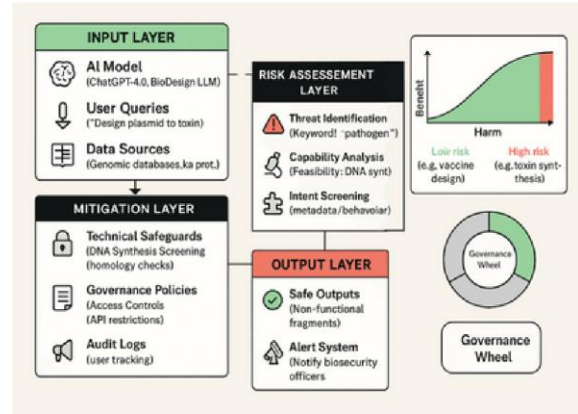 INPUT LAYER
AI Model
(ChatGPT-4.0, BioDesign LLM)
User Queries
("Design plasmid to toxin)
Data Sources
(Genomic databases,ka prot.)
MITIGATION LAYER
Technical Safeguards
(DNA Synthesis Screening
(homology checks)
Governance Policies
(Access Controls
(API restrictions)
Audit Logs
(user tracking)
RISK ASSESSEMENT
LAYER
Threat Identification
(Keyword! "pathogen")
Capability Analysis
(Feasibility: DNA synt)
Intent Screening
(metadata/behavoiar)
OUTPUT LAYER
Safe Outputs
(Non-functional
fragments)
Alert System
(Notify biosecurity
officers
Beneht
Harm
Low risk
(e.g, vaccine
design)
High risk
(e.g.toxin synt-
thesis)
Governance
Wheel
Governance
Wheel